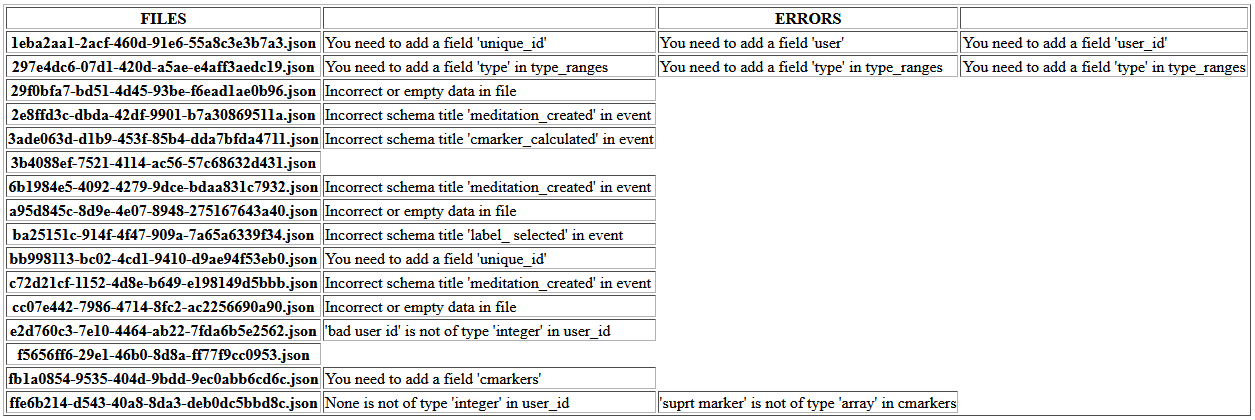 FILES ERRORS
1eba2aa1-2acf-460d-91e6-55a8c3e3b7a3.json You need to add a field 'unique_id' You need to add a field 'user' You need to add a field 'user_id'
297e4dc6-07d1-420d-a5ae-e4aff3aedc19.json You need to add a field 'type' in type_ranges You need to add a field 'type' in type_ranges You need to add a field 'type' in type_ranges
29f0bfa7-bd51-4d45-93be-f6ead1ae0b96.json Incorrect or empty data in file
2e8ffd3c-dbda-42df-9901-b7a30869511a.json Incorrect schema title 'meditation_created' in event
3ade063d-d1b9-453f-85b4-dda7bfda4711.json Incorrect schema title 'cmarker_calculated' in event
3b4088ef-7521-4114-ac56-57c68632d431.json
6b1984e5-4092-4279-9dce-bdaa831c7932.json Incorrect schema title 'meditation_created' in event
a95d845c-8d9e-4e07-8948-275167643a40.json Incorrect or empty data in file
ba25151c-914f-4f47-909a-7a65a6339f34.json Incorrect schema title 'label_ selected' in event
bb998113-bc02-4cd1-9410-d9ae94f53eb0.json You need to add a field 'unique_id'
c72d21cf-1152-4d8e-b649-e198149d5bbb.json Incorrect schema title 'meditation_created' in event
cc07e442-7986-4714-8fc2-ac2256690a90.json Incorrect or empty data in file
e2d760c3-7e10-4464-ab22-7fda6b5e2562.json 'bad user id' is not of type 'integer' in user_id
f5656ff6-29e1-46b0-8d8a-ff77f9cc0953.json
fb1a0854-9535-404d-9bdd-9ec0abb6cd6c.json You need to add a field 'cmarkers'
ffe6b214-d543-40a8-8da3-deb0dc5bbd8c.json None is not of type 'integer' in user_id 'suprt marker' is not of type 'array' in cmarkers